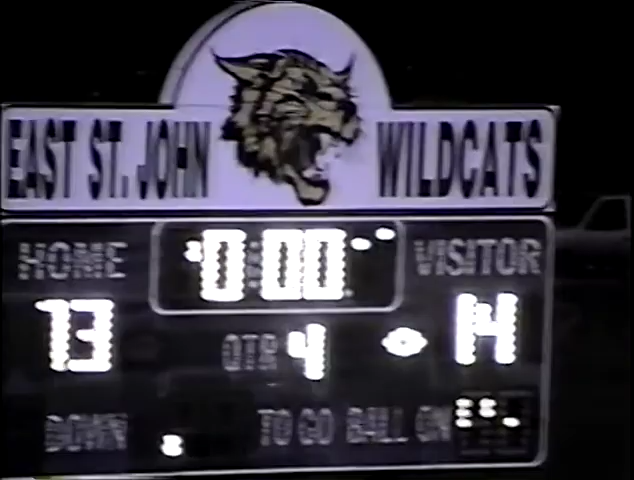 EAST ST. JOHN WILDCATS
HOME 0:00 VISITOR
13 QTR 4 14
DOWN TO GO BALL ON